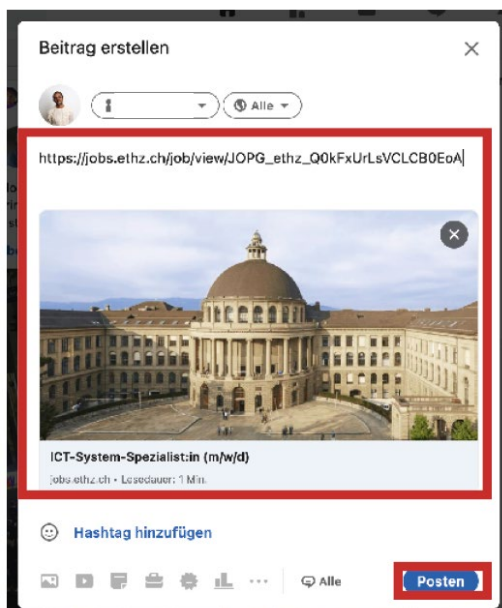 Beitrag erstellen
Alle
https://jobs.ethz.ch/job/view/JOPG_ethz_Q0kFxUrLsVCLCB0EoA
ICT-System-Spezialist:in (m/w/d)
jobs.ethz.ch • Lesedauer: 1 Min.
Hashtag hinzufügen
Alle
Posten